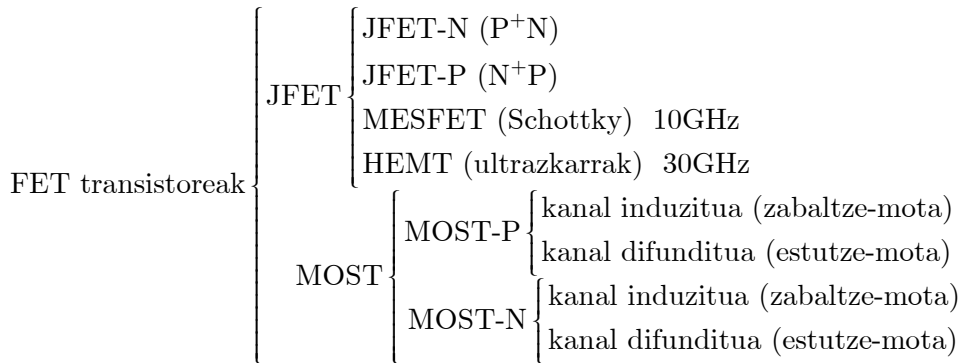 FET transistoreak
JFET
JFET-N (P⁺N)
JFET-P (N⁺P)
MESFET (Schottky) 10GHz
HEMT (ultrazkarrak) 30GHz
MOST
MOST-P
kanal induzitua (zabaltze-mota)
kanal difunditua (estutze-mota)
MOST-N
kanal induzitua (zabaltze-mota)
kanal difunditua (estutze-mota)